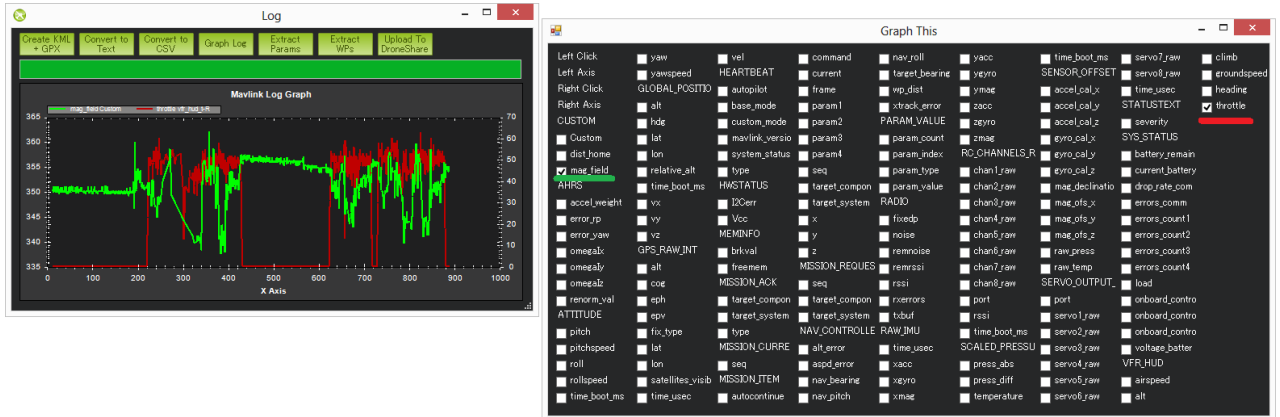 Log
Create KML + GPX
Convert to Text
Convert to CSV
Graph Log
Extract Params
Extract WPs
Upload To DroneShare
Mavlink Log Graph
mag_field Custom
throttle vfr_hud_t-R
365
360
355
350
345
340
335
70
60
50
40
30
20
10
0
0 100 200 300 400 500 600 700 800 900 1000
X Axis
Graph This
Left Click
Left Axis
Right Click
Right Axis
CUSTOM
Custom
dist_home
mag_field
AHRS
accel_weight
error_rp
error_yaw
omegaIx
omegaIy
omegaIz
renorm_val
ATTITUDE
pitch
pitchspeed
roll
rollspeed
time_boot_ms
yaw
yawspeed
GLOBAL_POSITIO
alt
hdg
lat
lon
relative_alt
time_boot_ms
vx
vy
vz
GPS_RAW_INT
alt
cog
eph
epv
fix_type
lat
lon
satellites_visib
time_usec
vel
HEARTBEAT
autopilot
base_mode
custom_mode
mavlink_versio
system_status
type
HWSTATUS
I2Cerr
Vcc
MEMINFO
brkval
freemem
MISSION_ACK
target_compon
target_system
type
MISSION_CURRE
seq
MISSION_ITEM
autocontinue
command
current
frame
param1
param2
param3
param4
seq
target_compon
target_system
x
y
z
MISSION_REQUES
seq
target_compon
target_system
NAV_CONTROLLE
alt_error
aspd_error
nav_bearing
nav_pitch
nav_roll
target_bearing
wp_dist
xtrack_error
PARAM_VALUE
param_count
param_index
param_type
param_value
RADIO
fixedp
noise
remnoise
remrssi
rssi
rxerrors
txbuf
RAW_IMU
time_usec
xacc
xgyro
xmag
yacc
ygyro
ymag
zacc
zgyro
zmag
RC_CHANNELS_R
chan1_raw
chan2_raw
chan3_raw
chan4_raw
chan5_raw
chan6_raw
chan7_raw
chan8_raw
port
rssi
time_boot_ms
SCALED_PRESSU
press_abs
press_diff
temperature
time_boot_ms
SENSOR_OFFSET
accel_cal_x
accel_cal_y
accel_cal_z
gyro_cal_x
gyro_cal_y
gyro_cal_z
mag_declinatio
mag_ofs_x
mag_ofs_y
mag_ofs_z
raw_press
raw_temp
SERVO_OUTPUT_
port
servo1_raw
servo2_raw
servo3_raw
servo4_raw
servo5_raw
servo6_raw
servo7_raw
servo8_raw
time_usec
STATUSTEXT
severity
SYS_STATUS
battery_remain
current_battery
drop_rate_com
errors_comm
errors_count1
errors_count2
errors_count3
errors_count4
load
onboard_contro
onboard_contro
onboard_contro
voltage_batter
VFR_HUD
airspeed
alt
climb
groundspeed
heading
throttle